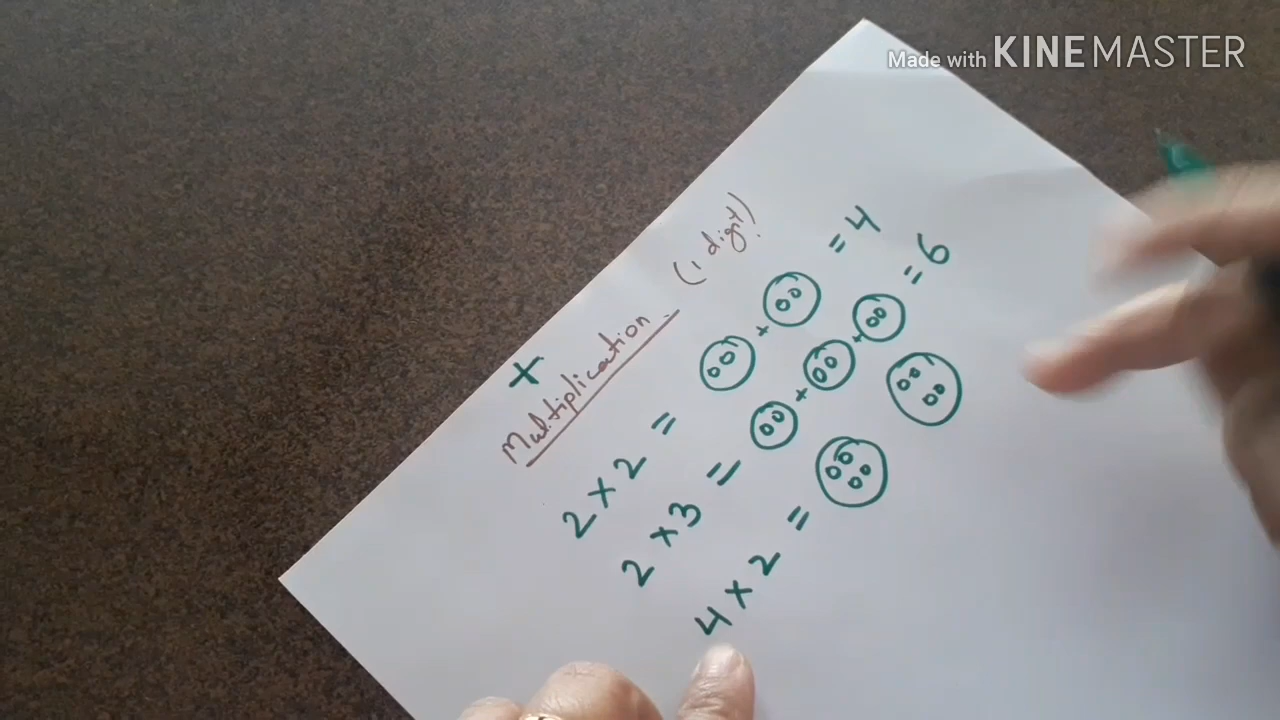 Made with KINEMASTER
×
Multiplication (1 digit)
2 × 2 = + = 4
2 × 3 = + + = 6
4 × 2 =